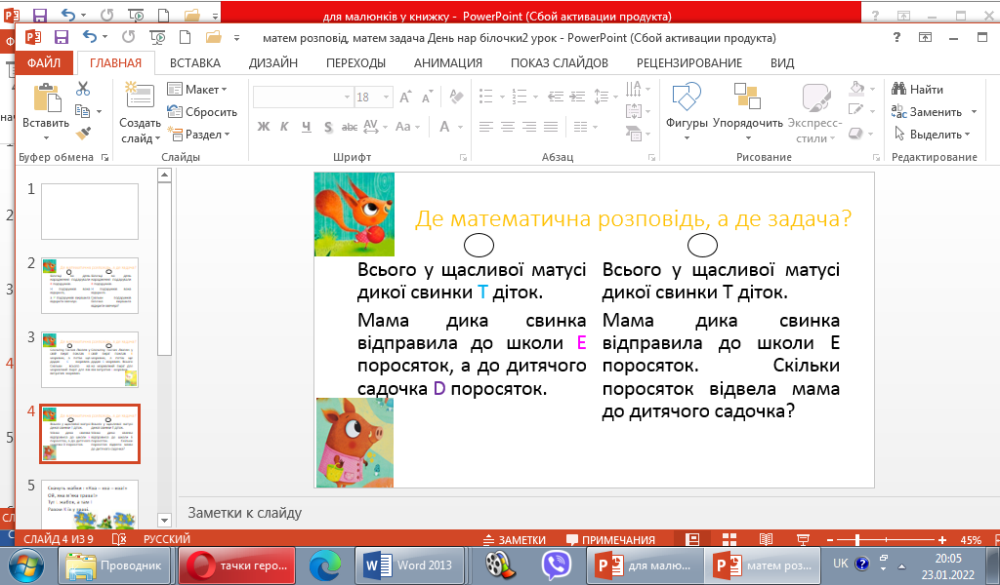 для малюнків у книжку - PowerPoint (Сбой активации продукта)
матем розповід, матем задача День нар білочки2 урок - PowerPoint (Сбой активации продукта)
ФАЙЛ ГЛАВНАЯ ВСТАВКА ДИЗАЙН ПЕРЕХОДЫ АНИМАЦИЯ ПОКАЗ СЛАЙДОВ РЕЦЕНЗИРОВАНИЕ ВИД
Вставить
Создать слайд
Макет
Сбросить
Раздел
18
Ж К Ч S abc AV Aa A
Фигуры Упорядочить Экспресс-стили
Найти
Заменить
Выделить
Буфер обмена Слайды Шрифт Абзац Рисование Редактирование
1
2
3
4
5
Де математична розповідь, а де задача?
Всього у щасливої матусі
дикої свинки Т діток.
Мама дика свинка
відправила до школи Е
поросяток, а до дитячого
садочка D поросяток.
Всього у щасливої матусі
дикої свинки Т діток.
Мама дика свинка
відправила до школи Е
поросяток. Скільки
поросяток відвела мама
до дитячого садочка?
Заметки к слайду
СЛАЙД 4 ИЗ 9 РУССКИЙ ЗАМЕТКИ ПРИМЕЧАНИЯ 45%
Проводник
тачки геро...
Word 2013
для малю...
матем роз...
UK
20:05
23.01.2022